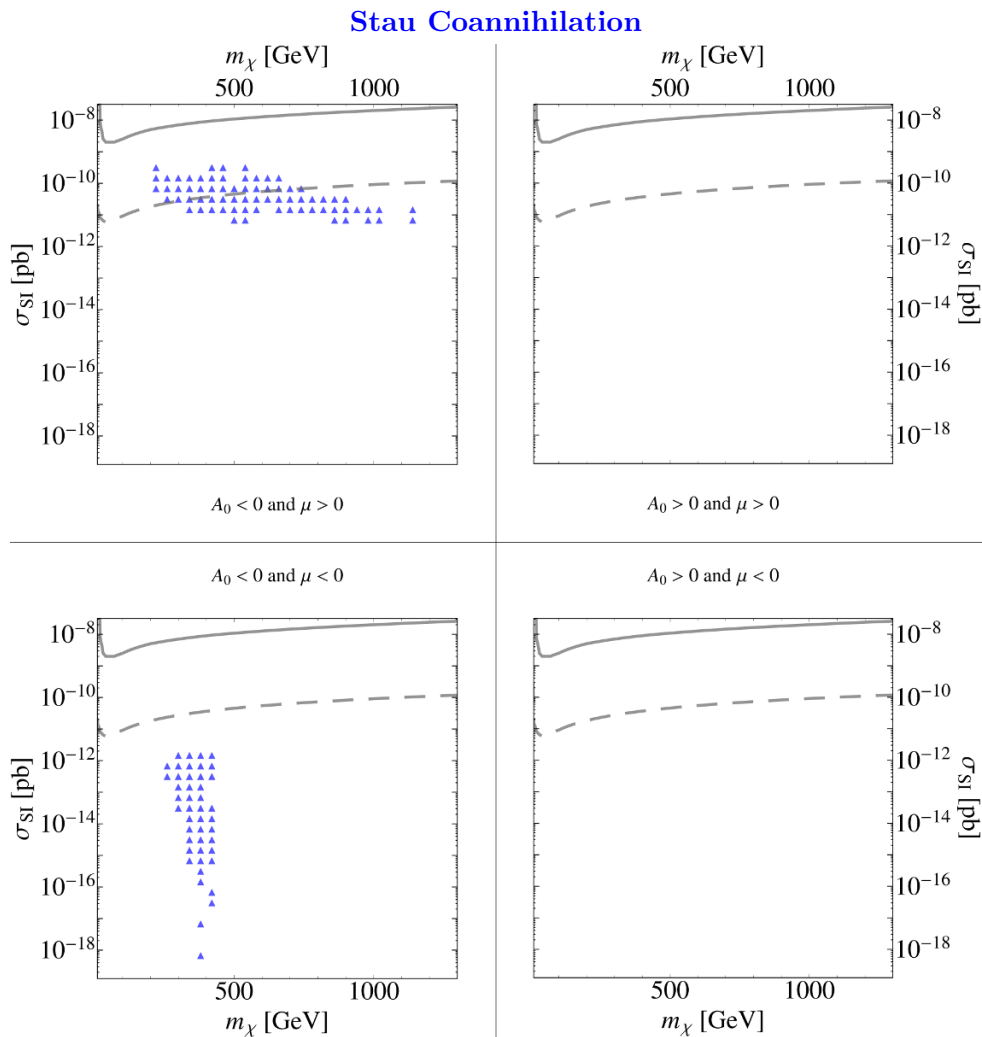 Stau Coannihilation
m_χ [GeV]
500 1000
10^{-8}
10^{-10}
10^{-12}
10^{-14}
10^{-16}
10^{-18}
σ_SI [pb]
A_0 < 0 and μ > 0
m_χ [GeV]
500 1000
10^{-8}
10^{-10}
10^{-12}
10^{-14}
10^{-16}
10^{-18}
σ_SI [pb]
A_0 > 0 and μ > 0
A_0 < 0 and μ < 0
10^{-8}
10^{-10}
10^{-12}
10^{-14}
10^{-16}
10^{-18}
σ_SI [pb]
500 1000
m_χ [GeV]
A_0 > 0 and μ < 0
10^{-8}
10^{-10}
10^{-12}
10^{-14}
10^{-16}
10^{-18}
σ_SI [pb]
500 1000
m_χ [GeV]